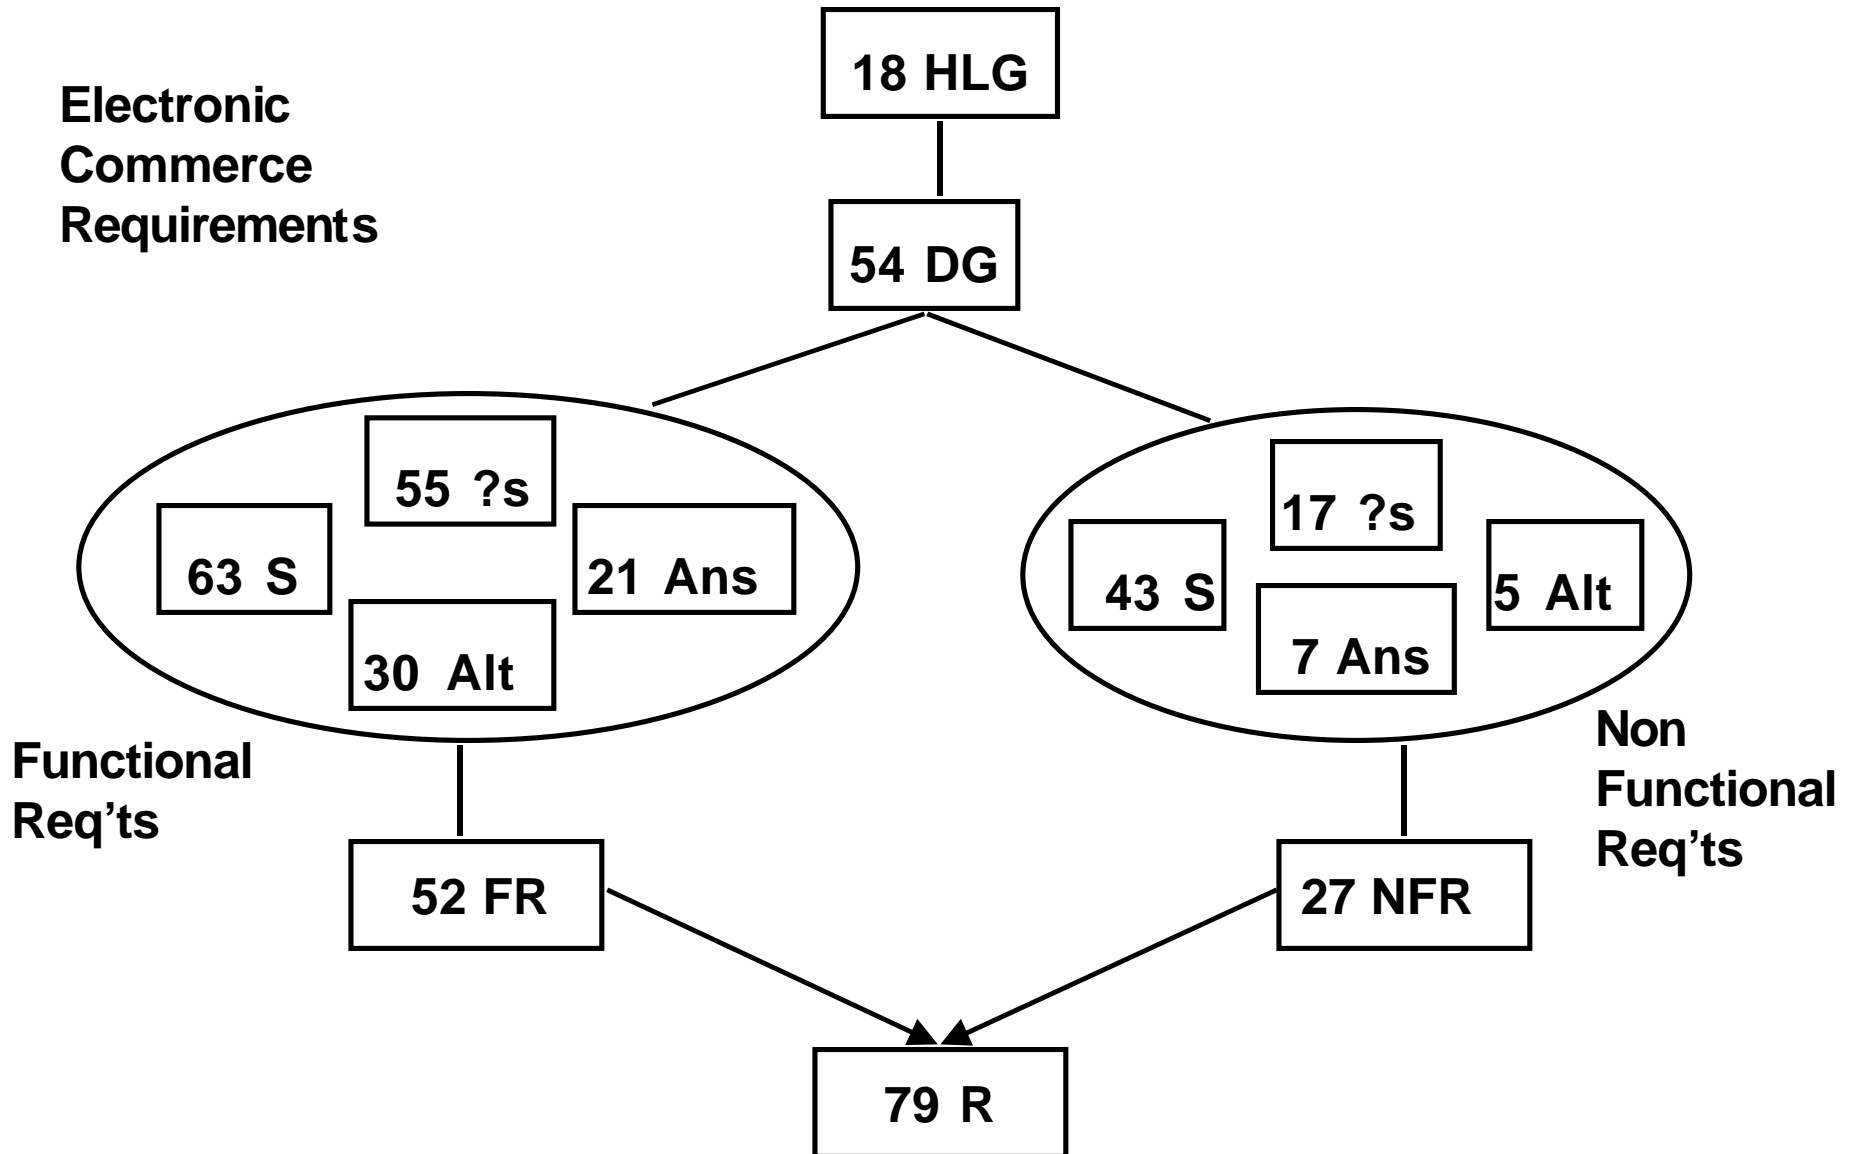 18 HLG
Electronic
Commerce
Requirements
54 DG
55 ?s
63 S
21 Ans
30 Alt
17 ?s
43 S
5 Alt
7 Ans
Functional
Req’ts
Non
Functional
Req’ts
52 FR
27 NFR
79 R